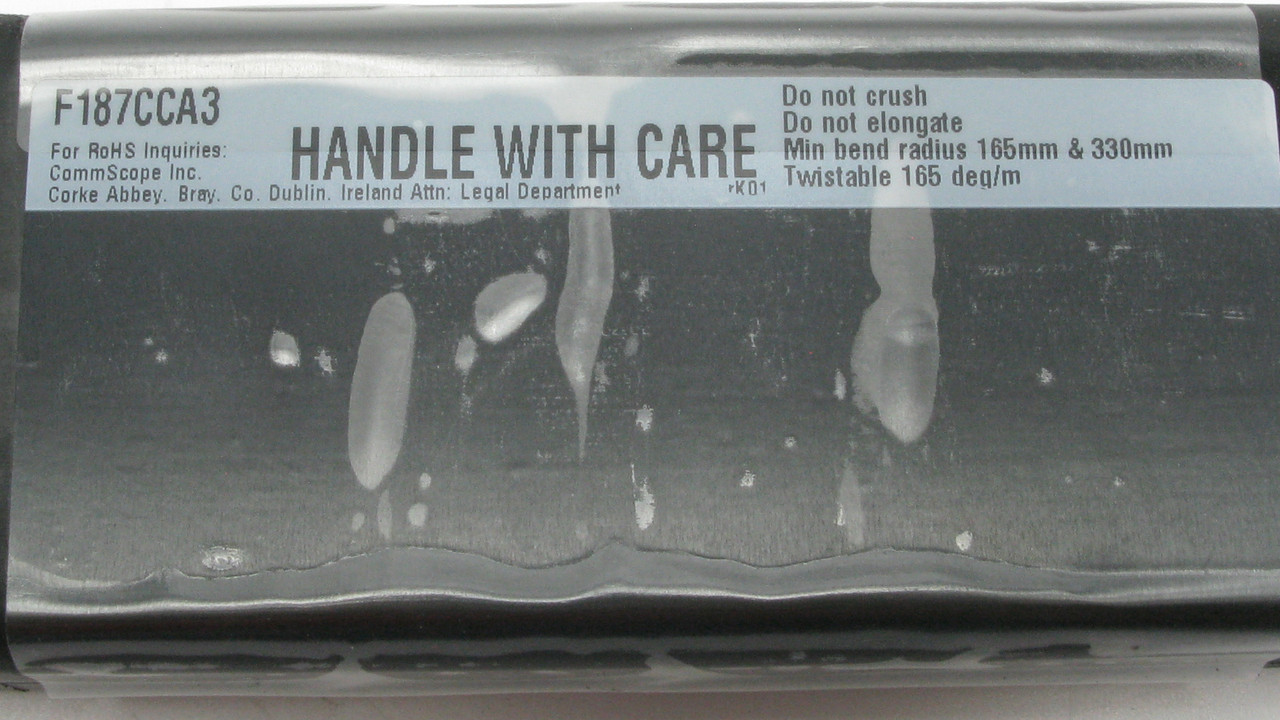 F187CCA3
For RoHS Inquiries:
CommScope Inc.
Corke Abbey. Bray. Co. Dublin. Ireland Attn: Legal Department
HANDLE WITH CARE
rK01
Do not crush
Do not elongate
Min bend radius 165mm & 330mm
Twistable 165 deg/m